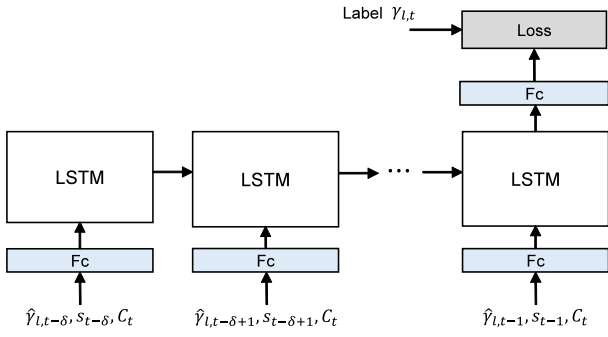 Label γ_{l,t}
Loss
Fc
LSTM
LSTM
...
LSTM
Fc
Fc
Fc
γ̂_{l,t−δ}, s_{t−δ}, C_t
γ̂_{l,t−δ+1}, s_{t−δ+1}, C_t
γ̂_{l,t−1}, s_{t−1}, C_t